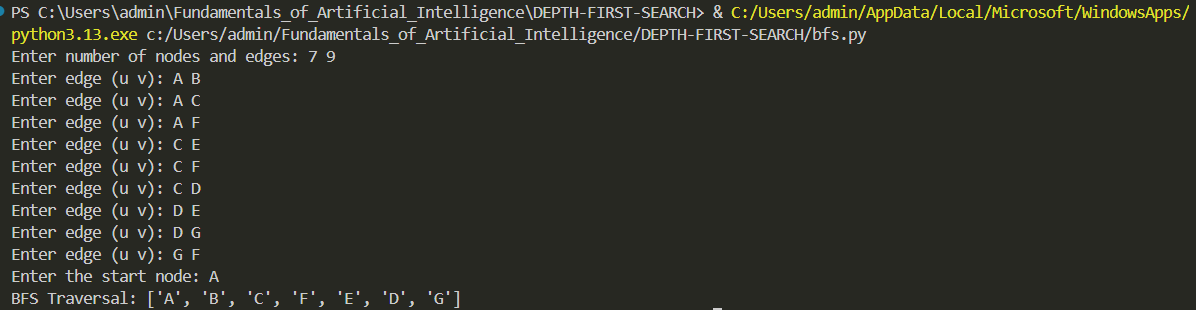 PS C:\Users\admin\Fundamentals_of_Artificial_Intelligence\DEPTH-FIRST-SEARCH> & C:/Users/admin/AppData/Local/Microsoft/WindowsApps/
python3.13.exe c:/Users/admin/Fundamentals_of_Artificial_Intelligence/DEPTH-FIRST-SEARCH/bfs.py
Enter number of nodes and edges: 7 9
Enter edge (u v): A B
Enter edge (u v): A C
Enter edge (u v): A F
Enter edge (u v): C E
Enter edge (u v): C F
Enter edge (u v): C D
Enter edge (u v): D E
Enter edge (u v): D G
Enter edge (u v): G F
Enter the start node: A
BFS Traversal: ['A', 'B', 'C', 'F', 'E', 'D', 'G']